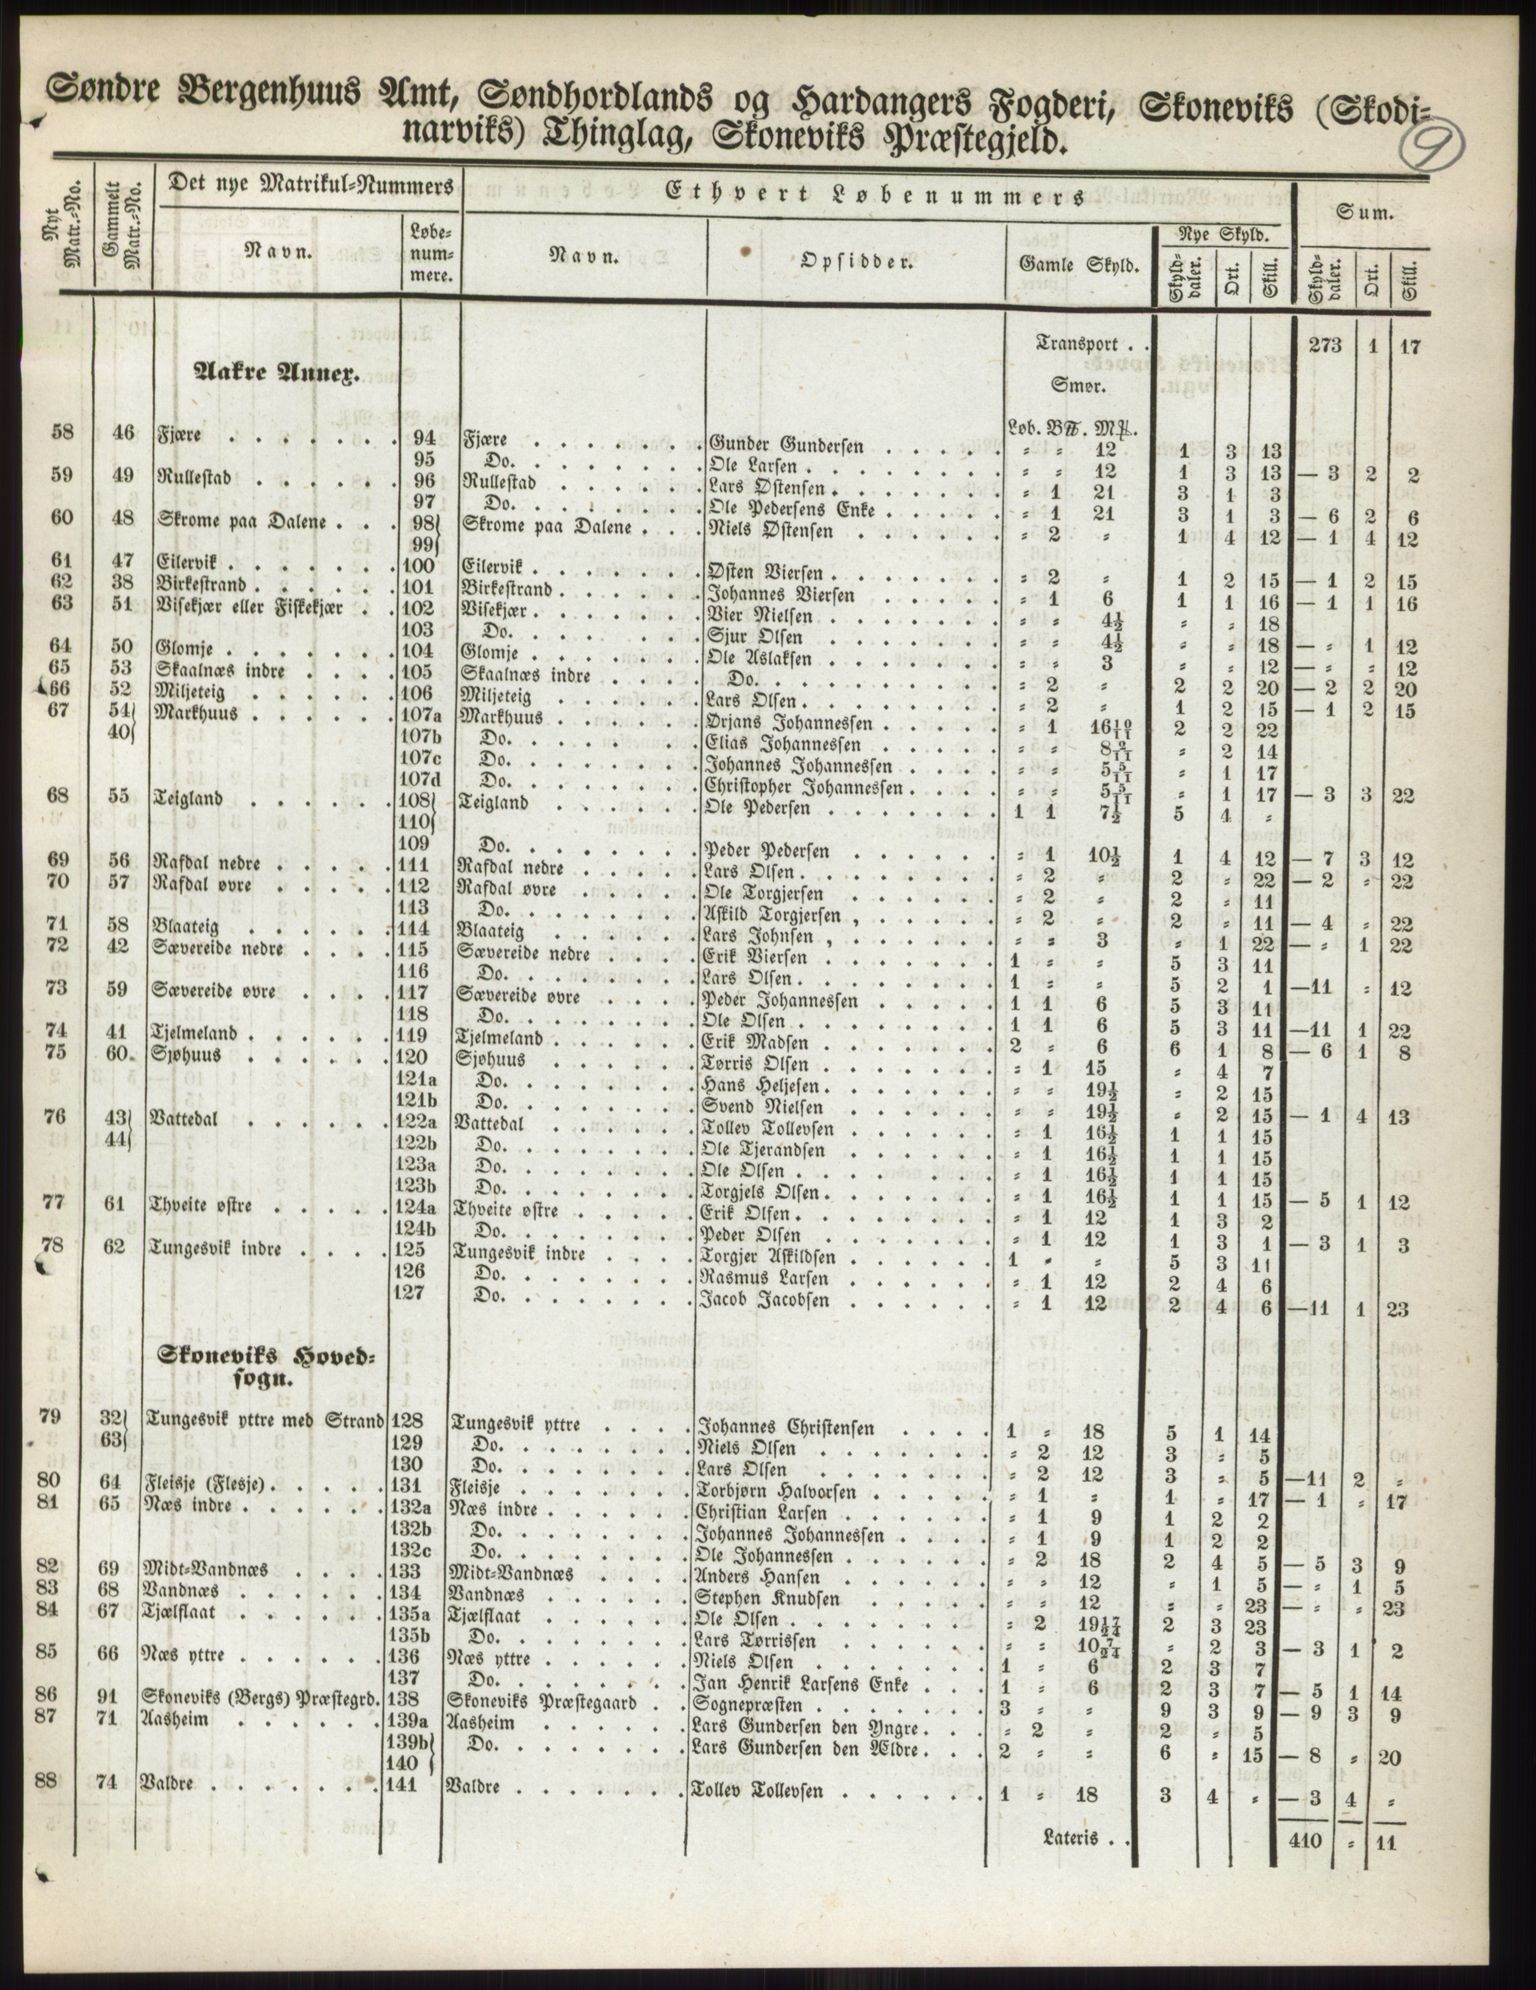 Søndre Bergenhuus Amt, Søndhordlands og Hardangers Fogderi, Skoneviks (Skodi-
narviks) Thinglag, Skoneviks Præstegjeld.
9
Nyt Matr.-No. Gammelt Matr.-No. Det nye Matrikul-Nummers Ethvert Løbenummers Sum.
Navn. Løbe-nummere. Navn. Opsidder. Gamle Skyld. Nye Skyld. Skylddaler. Ort. Skill. Skylddaler. Ort. Skill.
Transport . . 273 1 17
Aakre Annex. Smør.
Løb. B℔. M℔.
58 46 Fjære 94 Fjære Gunder Gundersen " " 12 1 3 13
95 Do. Ole Larsen " " 12 1 3 13 — 3 2 2
59 49 Rullestad 96 Rullestad Lars Østensen " 1 21 3 1 3
97 Do. Ole Pedersens Enke " 1 21 3 1 3 — 6 2 6
60 48 Skrome paa Dalene 98} Skrome paa Dalene Niels Østensen " 2 " 1 4 12 — 1 4 12
99}
61 47 Eilervik 100 Eilervik Østen Viersen " 2 " 1 2 15 — 1 2 15
62 38 Birkestrand 101 Birkestrand Johannes Viersen " 1 6 1 1 16 — 1 1 16
63 51 Visekjær eller Fiskekjær 102 Visekjær Vier Nielsen " " 4½ " " 18
103 Do. Sjur Olsen " " 4½ " " 18 — " 1 12
64 50 Glomje 104 Glomje Ole Aslaksen " " 3 " " 12 — " " 12
65 53 Skaalnæs indre 105 Skaalnæs indre Do. " 2 " 2 2 20 — 2 2 20
66 52 Miljeteig 106 Miljeteig Lars Olsen " 2 " 1 2 15 — 1 2 15
67 54} Markhuus 107a Markhuus Ørjans Johannessen " 1 16 10/11 2 2 22
40} 107b Do. Elias Johannessen " " 8 2/11 " 2 14
107c Do. Johannes Johannessen " " 5 5/11 " 1 17
107d Do. Christopher Johannessen " " 5 5/11 " 1 17 — 3 3 22
68 55 Teigland 108} Teigland Ole Pedersen 1 1 7½ 5 4 "
110}
109 Do. Peder Pedersen " 1 10½ 1 4 12 — 7 3 12
69 56 Rafdal nedre 111 Rafdal nedre Lars Olsen " 2 " 2 " 22 — 2 " 22
70 57 Rafdal øvre 112 Rafdal øvre Ole Torgjersen " 2 " 2 " 11
113 Do. Askild Torgjersen " 2 " 2 " 11 — 4 " 22
71 58 Blaateig 114 Blaateig Lars Johnsen " " 3 " 1 22 — " 1 22
72 42 Sævereide nedre 115 Sævereide nedre Erik Viersen 1 " " 5 3 11
116 Do. Lars Olsen 1 " " 5 2 1 —11 " 12
73 59 Sævereide øvre 117 Sævereide øvre Peder Johannessen 1 1 6 5 3 11
118 Do. Ole Olsen 1 1 6 5 3 11 —11 1 22
74 41 Tjelmeland 119 Tjelmeland Erik Madsen 2 " 6 6 1 8 — 6 1 8
75 60 Sjøhuus 120 Sjøhuus Tørris Olsen " 1 15 " 4 7
121a Do. Hans Heljesen " " 19½ " 2 15
121b Do. Svend Nielsen " " 19½ " 2 15 — 1 4 13
76 43} Vattedal 122a Vattedal Tollev Tollevsen " 1 16½ 1 1 15
44} 122b Do. Ole Tjerandsen " 1 16½ 1 1 15
123a Do. Ole Olsen " 1 16½ 1 1 15
123b Do. Torgjels Olsen " 1 16½ 1 1 15 — 5 1 12
77 61 Thveite østre 124a Thveite østre Erik Olsen " 1 12 1 3 2
124b Do. Peder Olsen " 1 12 1 3 1 — 3 1 3
78 62 Tungesvik indre 125 Tungesvik indre Torgjer Askildsen 1 " " 5 3 11
126 Do. Rasmus Larsen " 1 12 2 4 6
127 Do. Jacob Jacobsen " 1 12 2 4 6 —11 1 23
Skoneviks Hoved-
sogn.
79 32} Tungesvik yttre med Strand 128 Tungesvik yttre Johannes Christensen 1 " 18 5 1 14
63} 129 Do. Niels Olsen " 2 12 3 " 5
130 Do. Lars Olsen " 2 12 3 " 5 —11 2 "
80 64 Fleisje (Flesje) 131 Fleisje Torbjørn Halvorsen " 1 " 1 " 17 — 1 " 17
81 65 Næs indre 132a Næs indre Christian Larsen " 1 9 1 2 2
132b Do. Johannes Johannessen " 1 9 1 2 2
132c Do. Ole Johannessen " 2 18 2 4 5 — 5 3 9
82 69 Midt-Vandnæs 133 Midt-Vandnæs Anders Hansen " " 12 " 1 5 — " 1 5
83 68 Vandnæs 134 Vandnæs Stephen Knudsen " " 12 " " 23 — " " 23
84 67 Tjælflaat 135a Tjælflaat Ole Olsen " 2 19 17/24 2 3 23
135b Do. Lars Tørrissen " " 10 7/24 " 2 3 — 3 1 2
85 66 Næs yttre 136 Næs yttre Niels Olsen 1 " 6 2 3 7
137 Do. Jan Henrik Larsens Enke 1 " 6 2 3 7 — 5 1 14
86 91 Skoneviks (Bergs) Præstegrd. 138 Skoneviks Præstegaard Sognepræsten 3 " " 9 3 9 — 9 3 9
87 71 Aasheim 139a Aasheim Lars Gundersen den Yngre " 2 " 2 " 5
139b} Do. Lars Gundersen den Ældre 2 " " 6 " 15 — 8 " 20
140 }
88 74 Valdre 141 Valdre Tollev Tollevsen 1 " 18 3 4 " — 3 4 "
Lateris . . 410 " 11